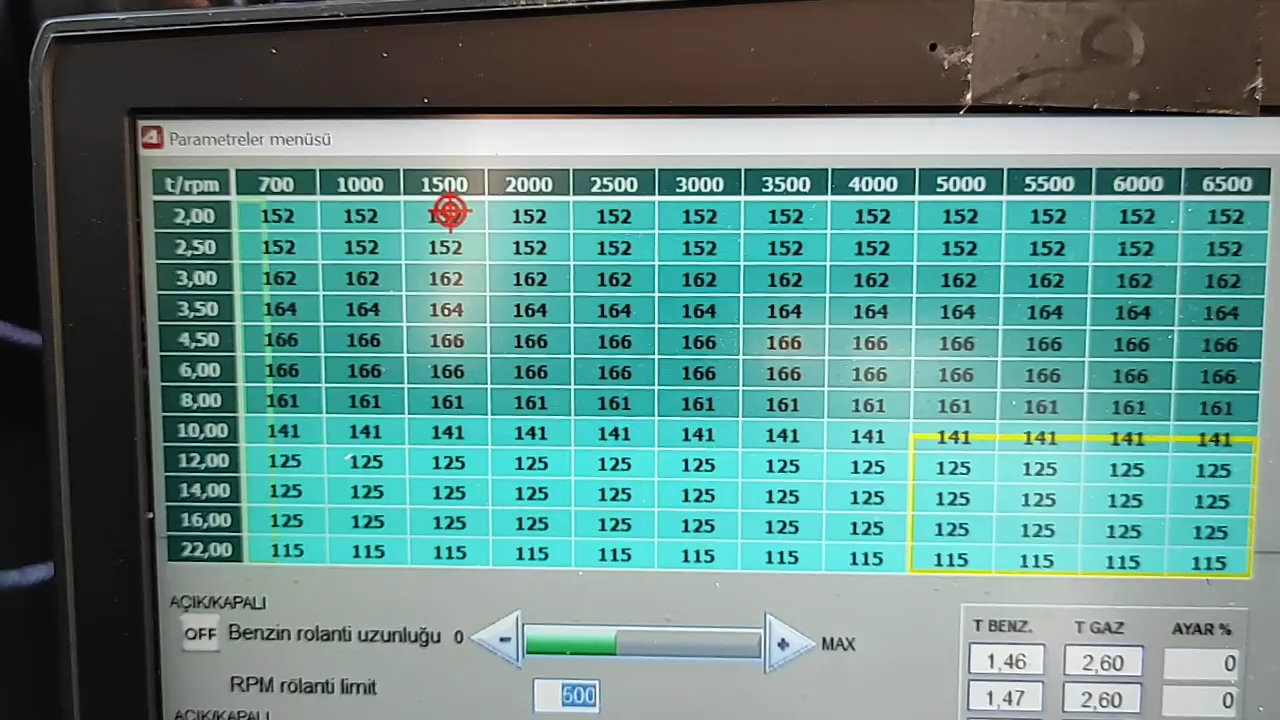 Parametreler menüsü
t/rpm 700 1000 1500 2000 2500 3000 3500 4000 5000 5500 6000 6500
2,00 152 152 152 152 152 152 152 152 152 152 152 152
2,50 152 152 152 152 152 152 152 152 152 152 152 152
3,00 162 162 162 162 162 162 162 162 162 162 162 162
3,50 164 164 164 164 164 164 164 164 164 164 164 164
4,50 166 166 166 166 166 166 166 166 166 166 166 166
6,00 166 166 166 166 166 166 166 166 166 166 166 166
8,00 161 161 161 161 161 161 161 161 161 161 161 161
10,00 141 141 141 141 141 141 141 141 141 141 141 141
12,00 125 125 125 125 125 125 125 125 125 125 125 125
14,00 125 125 125 125 125 125 125 125 125 125 125 125
16,00 125 125 125 125 125 125 125 125 125 125 125 125
22,00 115 115 115 115 115 115 115 115 115 115 115 115
AÇIK/KAPALI
OFF Benzin rolanti uzunluğu 0 - + MAX
RPM rölanti limit 500
AÇIK/KAPALI
T BENZ. T GAZ AYAR %
1,46 2,60 0
1,47 2,60 0